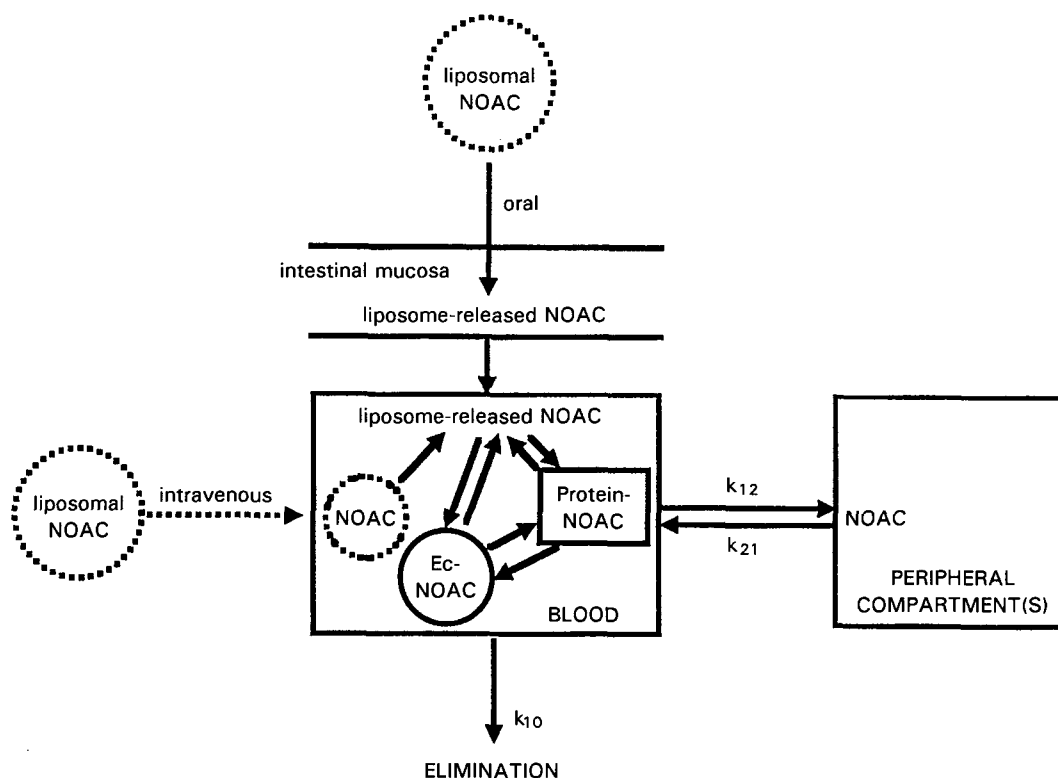 liposomal
NOAC
oral
intestinal mucosa
liposome-released NOAC
liposome-released NOAC
liposomal
NOAC
intravenous
NOAC
Protein-
NOAC
Ec-
NOAC
BLOOD
k12
k21
NOAC
PERIPHERAL
COMPARTMENT(S)
k10
ELIMINATION